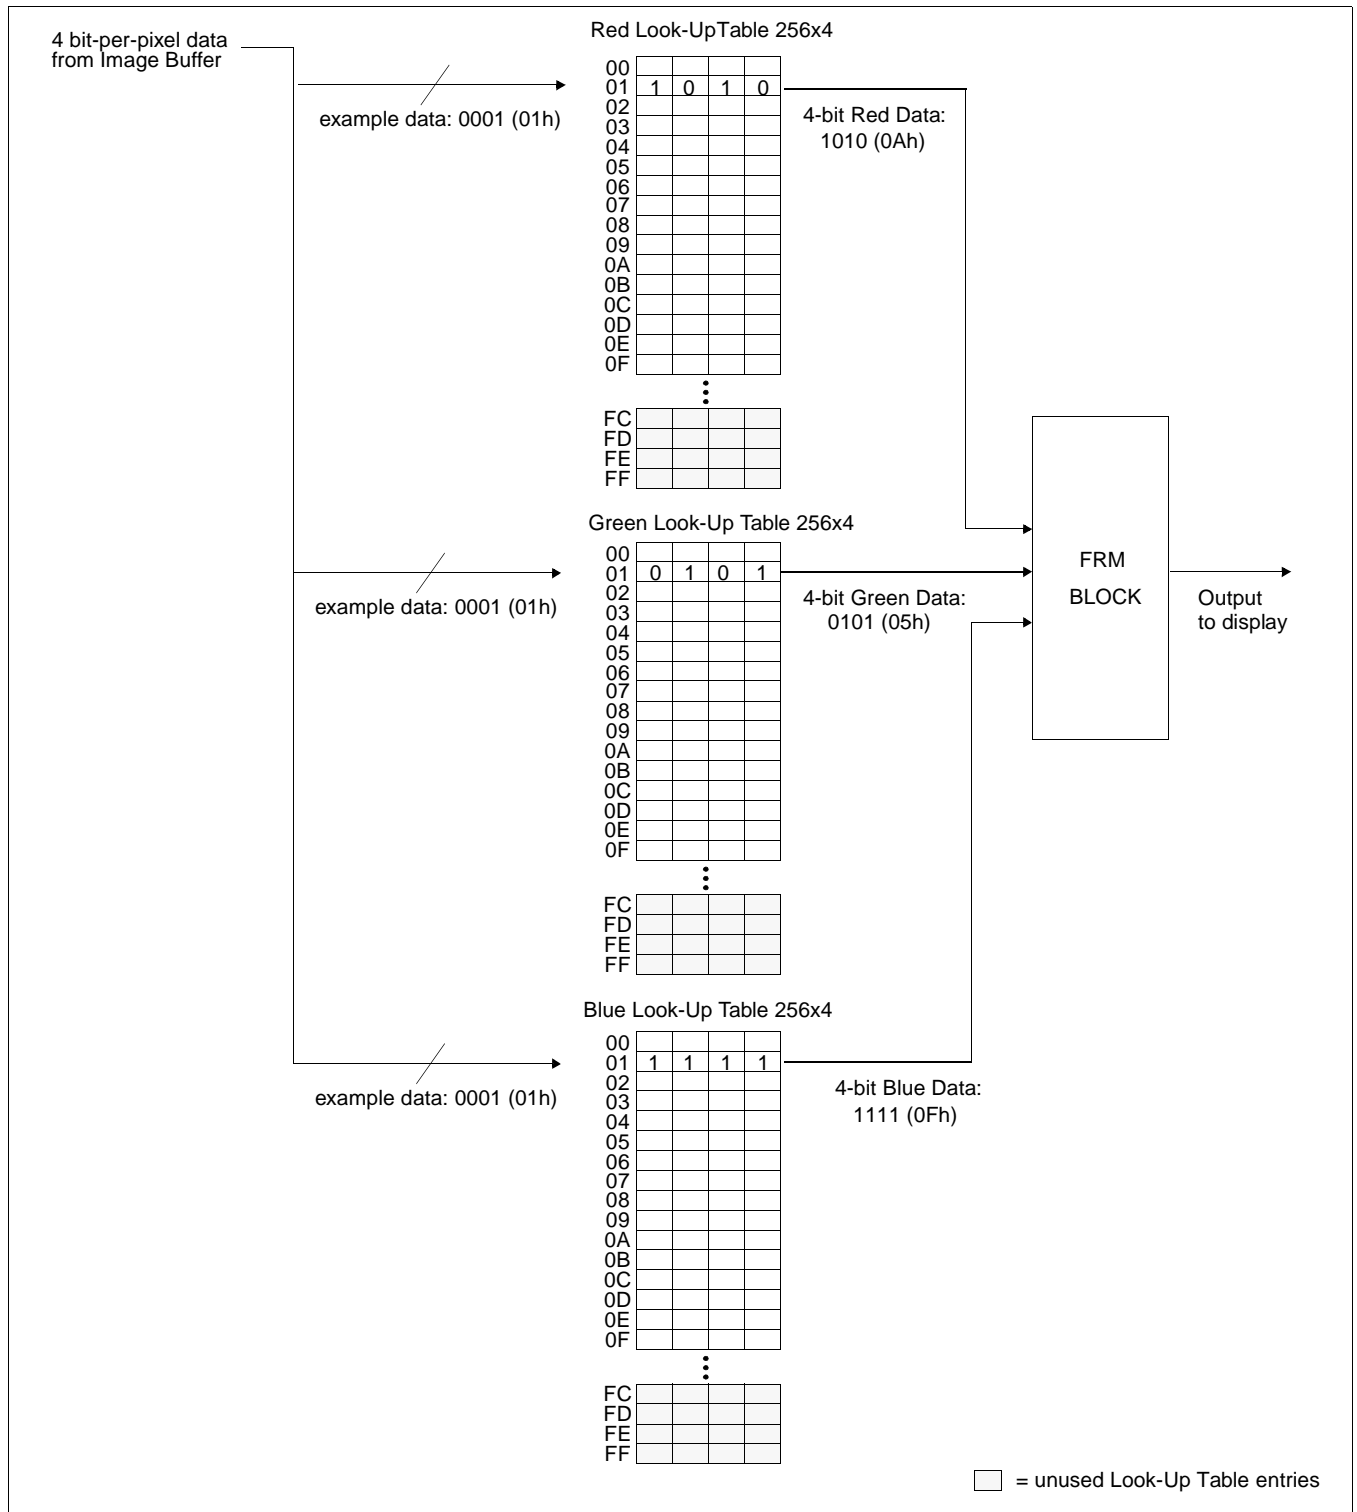 4 bit-per-pixel data
from Image Buffer
Red Look-UpTable 256x4
00
01 1 0 1 0
02
03
04
05
06
07
08
09
0A
0B
0C
0D
0E
0F
FC
FD
FE
FF
example data: 0001 (01h)
4-bit Red Data:
1010 (0Ah)
Green Look-Up Table 256x4
00
01 0 1 0 1
02
03
04
05
06
07
08
09
0A
0B
0C
0D
0E
0F
FC
FD
FE
FF
example data: 0001 (01h)
4-bit Green Data:
0101 (05h)
FRM
BLOCK
Output
to display
Blue Look-Up Table 256x4
00
01 1 1 1 1
02
03
04
05
06
07
08
09
0A
0B
0C
0D
0E
0F
FC
FD
FE
FF
example data: 0001 (01h)
4-bit Blue Data:
1111 (0Fh)
= unused Look-Up Table entries